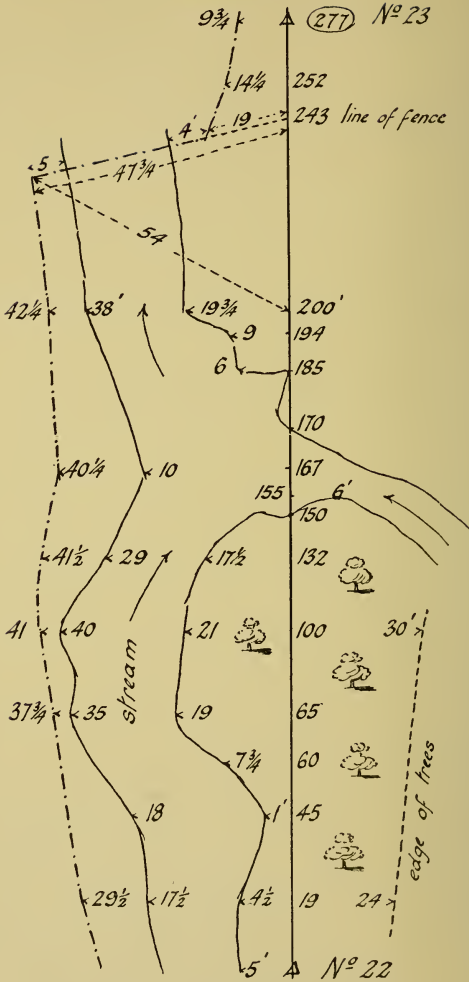 9¾ 277 Nº 23
14¼ 252
4' 19 243 line of fence
5 47¾
54
42¼ 38' 19¾ 200'
9 194
6 185
170
40¼ 10 167
155 6'
150
41½ 29 17½ 132
41 40 21 100 30'
stream
37¾ 35 19 65
7¾ 60
edge of trees
18 1' 45
29½ 17½ 4½ 19 24
5' Nº 22